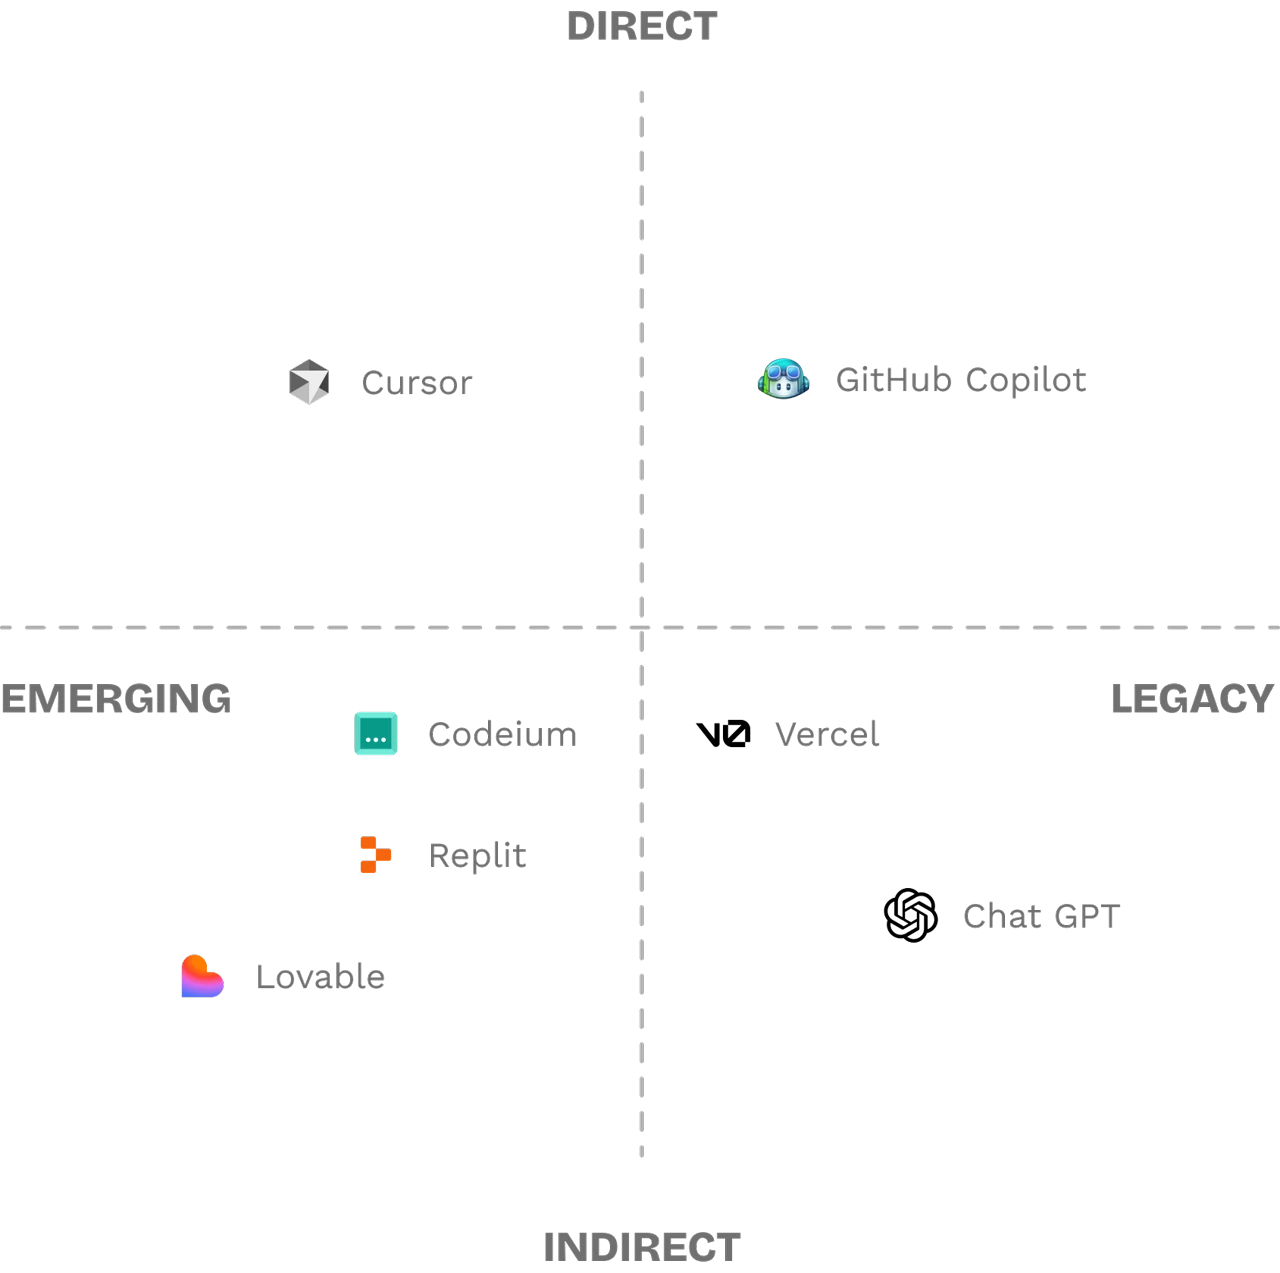 DIRECT
Cursor
GitHub Copilot
EMERGING
LEGACY
Codeium
v0 Vercel
Replit
Chat GPT
Lovable
INDIRECT